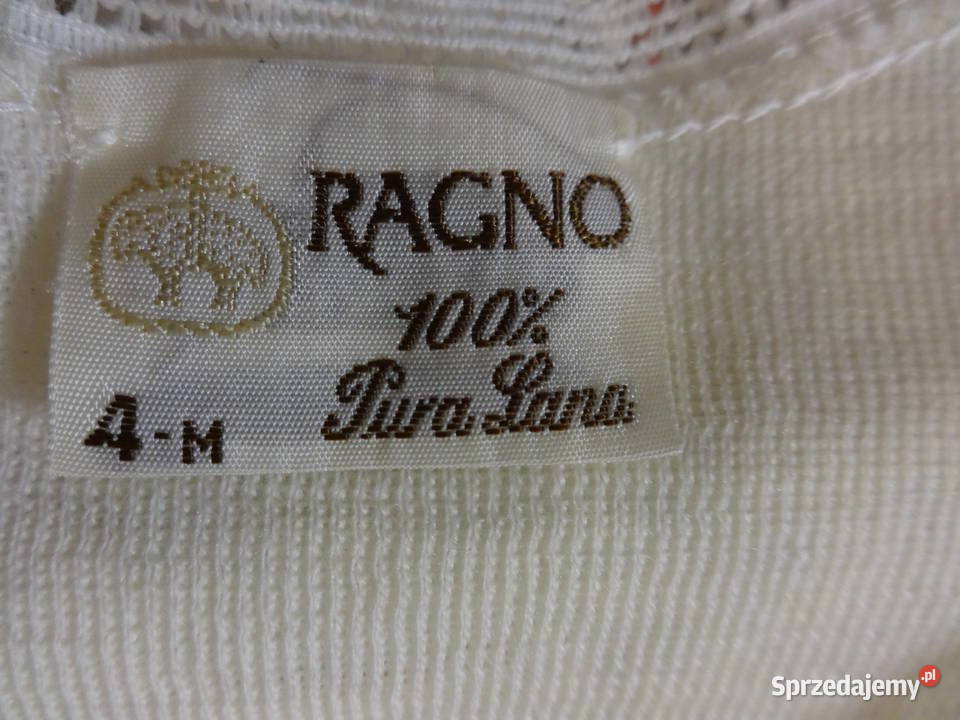 RAGNO
100%
Pura Lana
4-M
Sprzedajemy.pl